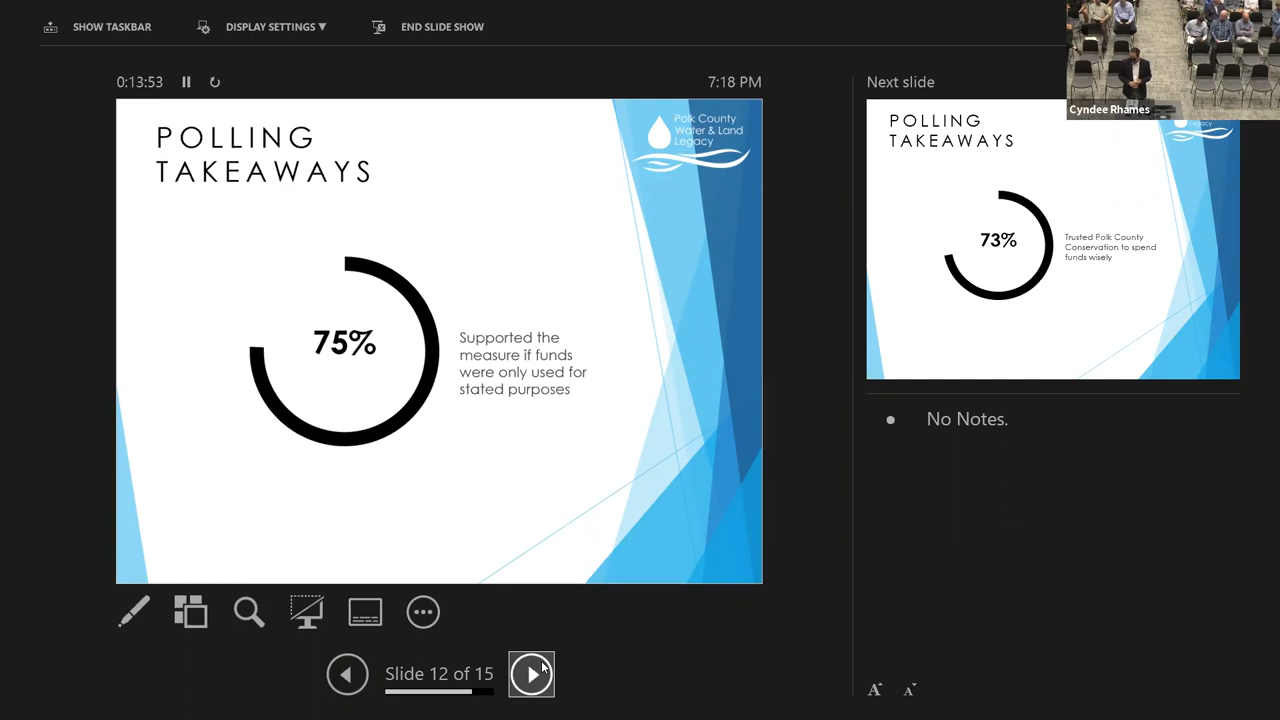 SHOW TASKBAR
DISPLAY SETTINGS ▼
END SLIDE SHOW
0:13:53
7:18 PM
Next slide
Cyndee Rhames
POLLING
TAKEAWAYS
Polk County
Water & Land
Legacy
75%
Supported the
measure if funds
were only used for
stated purposes
POLLING
TAKEAWAYS
Legacy
73%
Trusted Polk County
Conservation to spend
funds wisely
No Notes.
Slide 12 of 15
A A